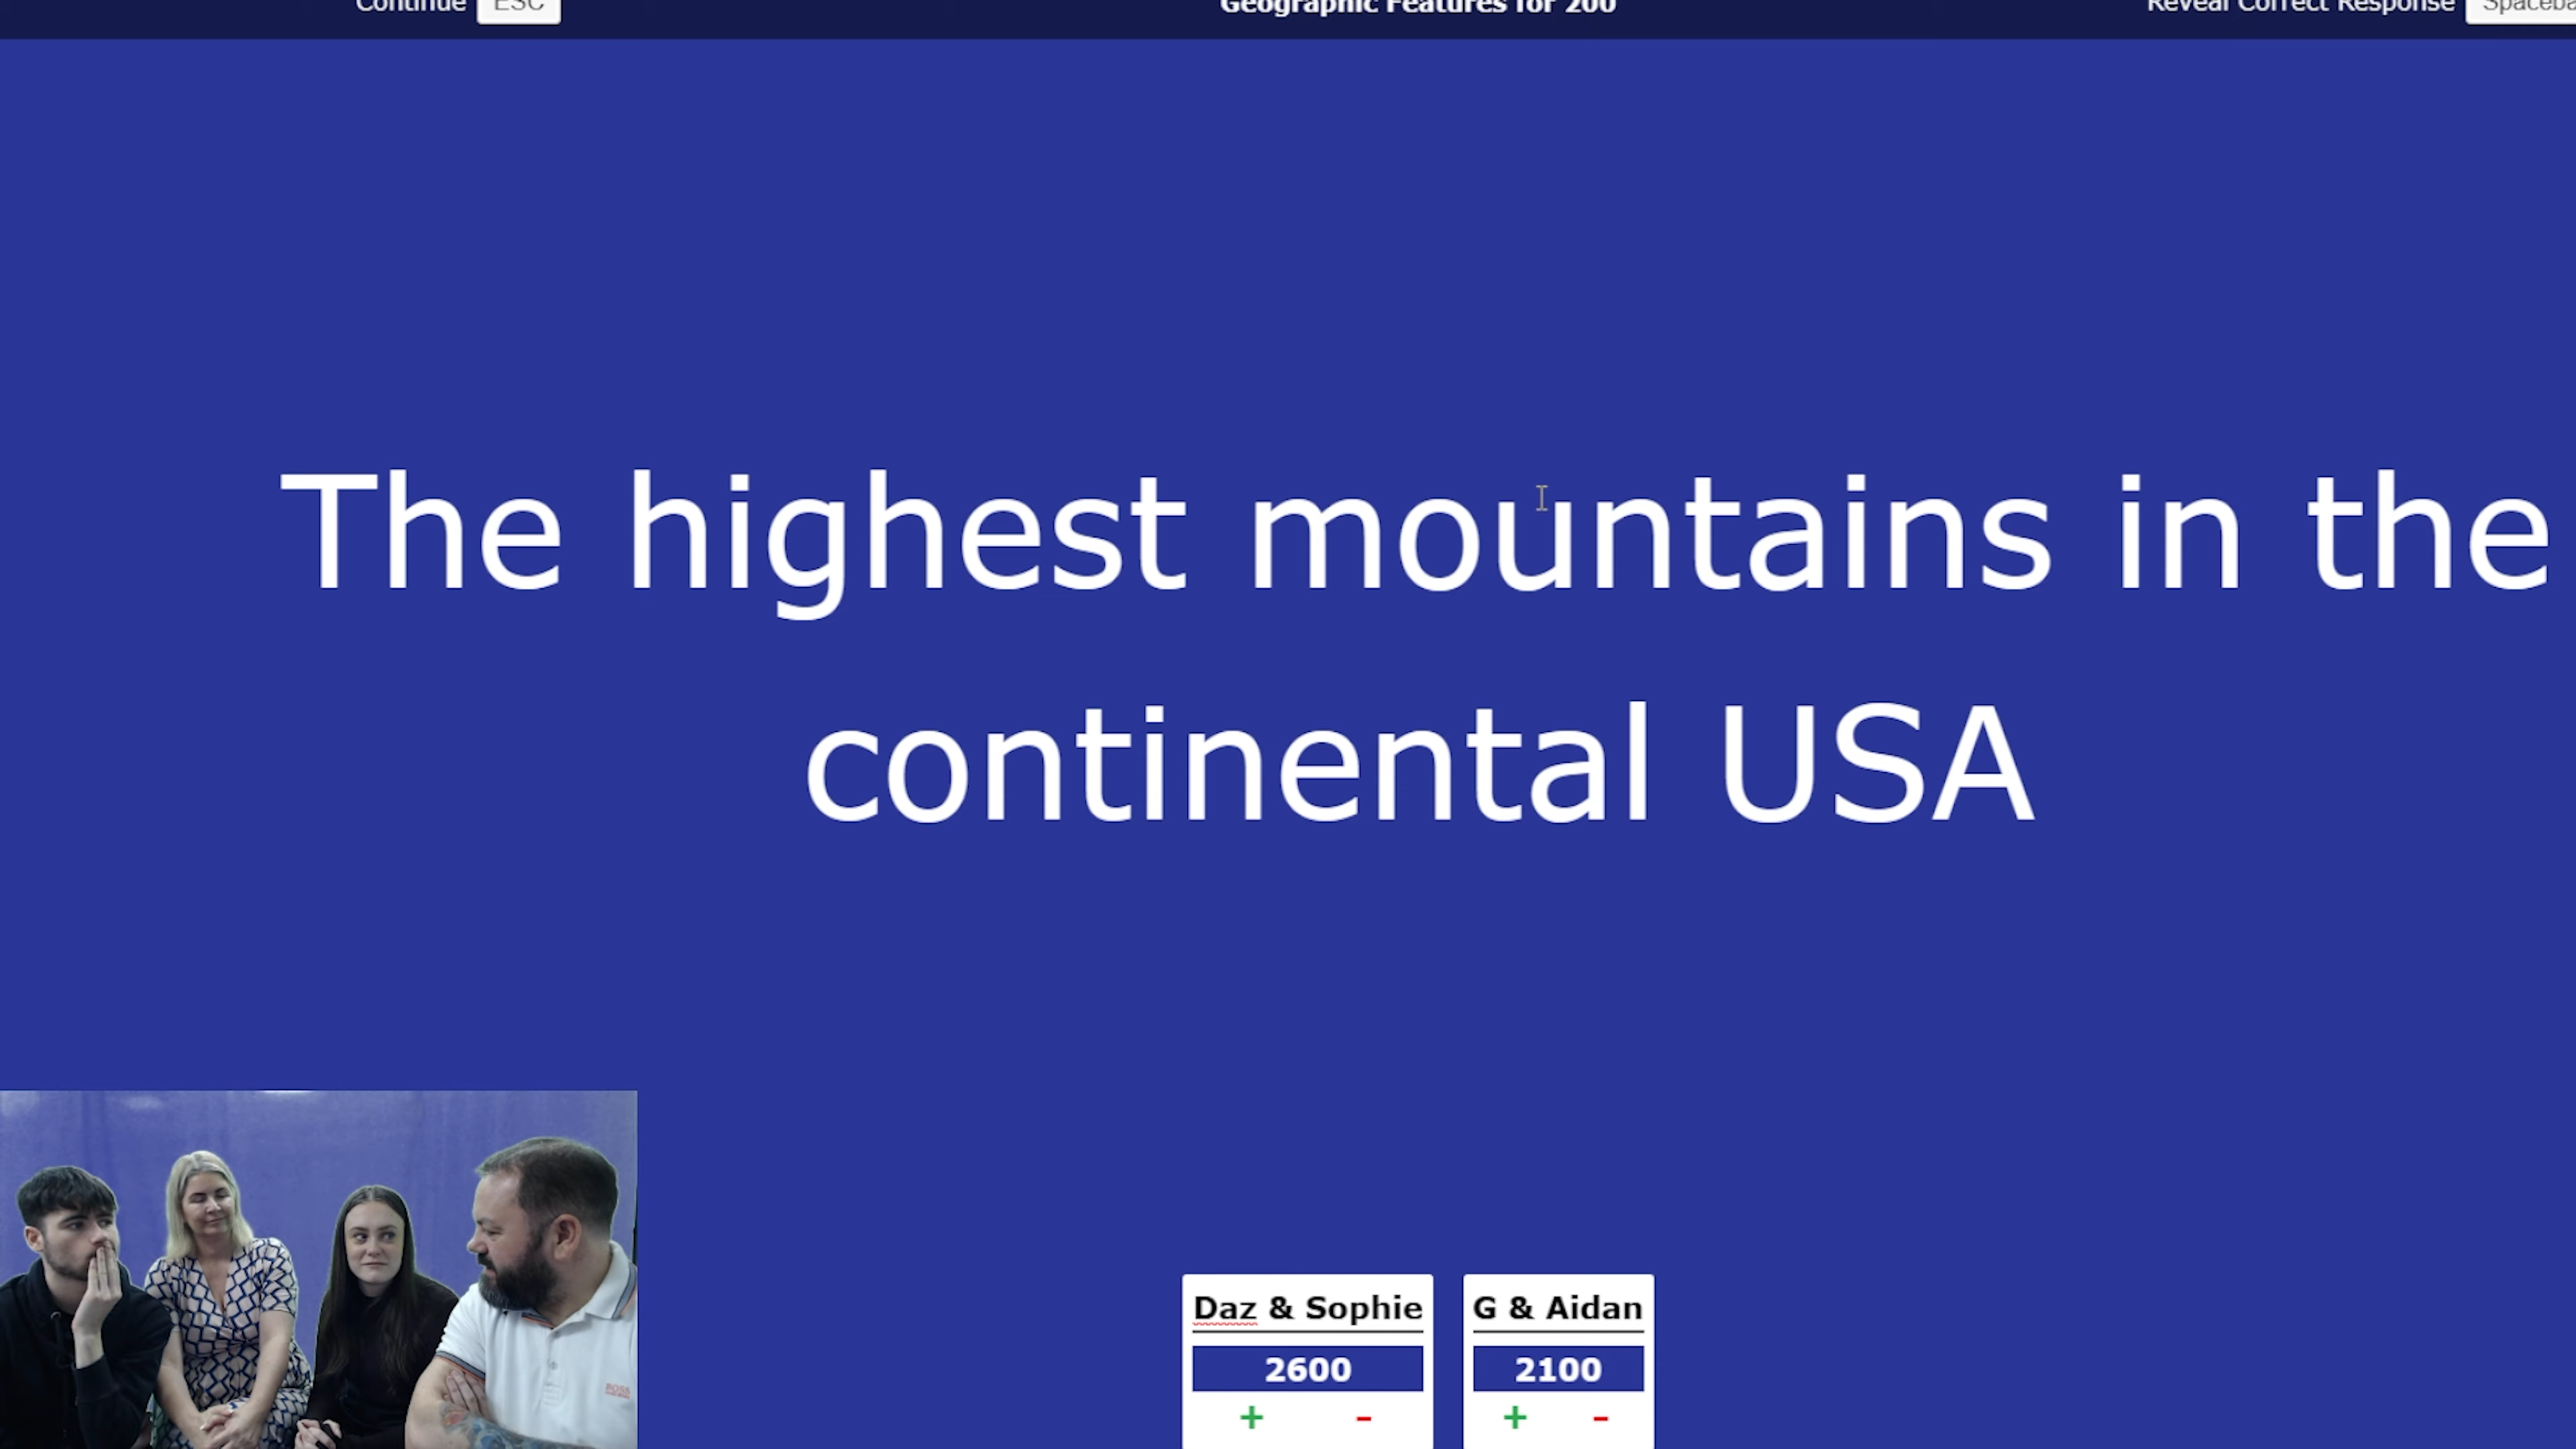 Continue ESC
Geographic Features for 200
Reveal Correct Response
The highest mountains in the
continental USA
Daz & Sophie
2600
+ -
G & Aidan
2100
+ -
BOSS